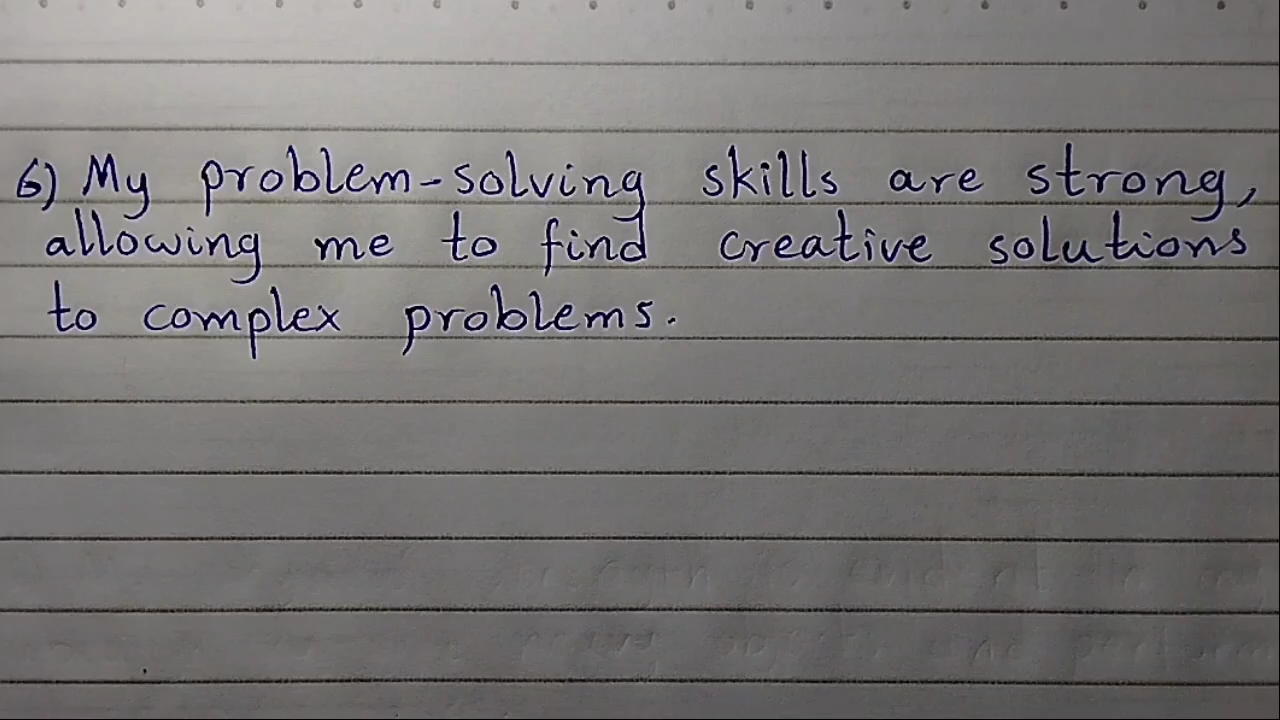 6) My problem-solving skills are strong,
allowing me to find creative solutions
to complex problems.